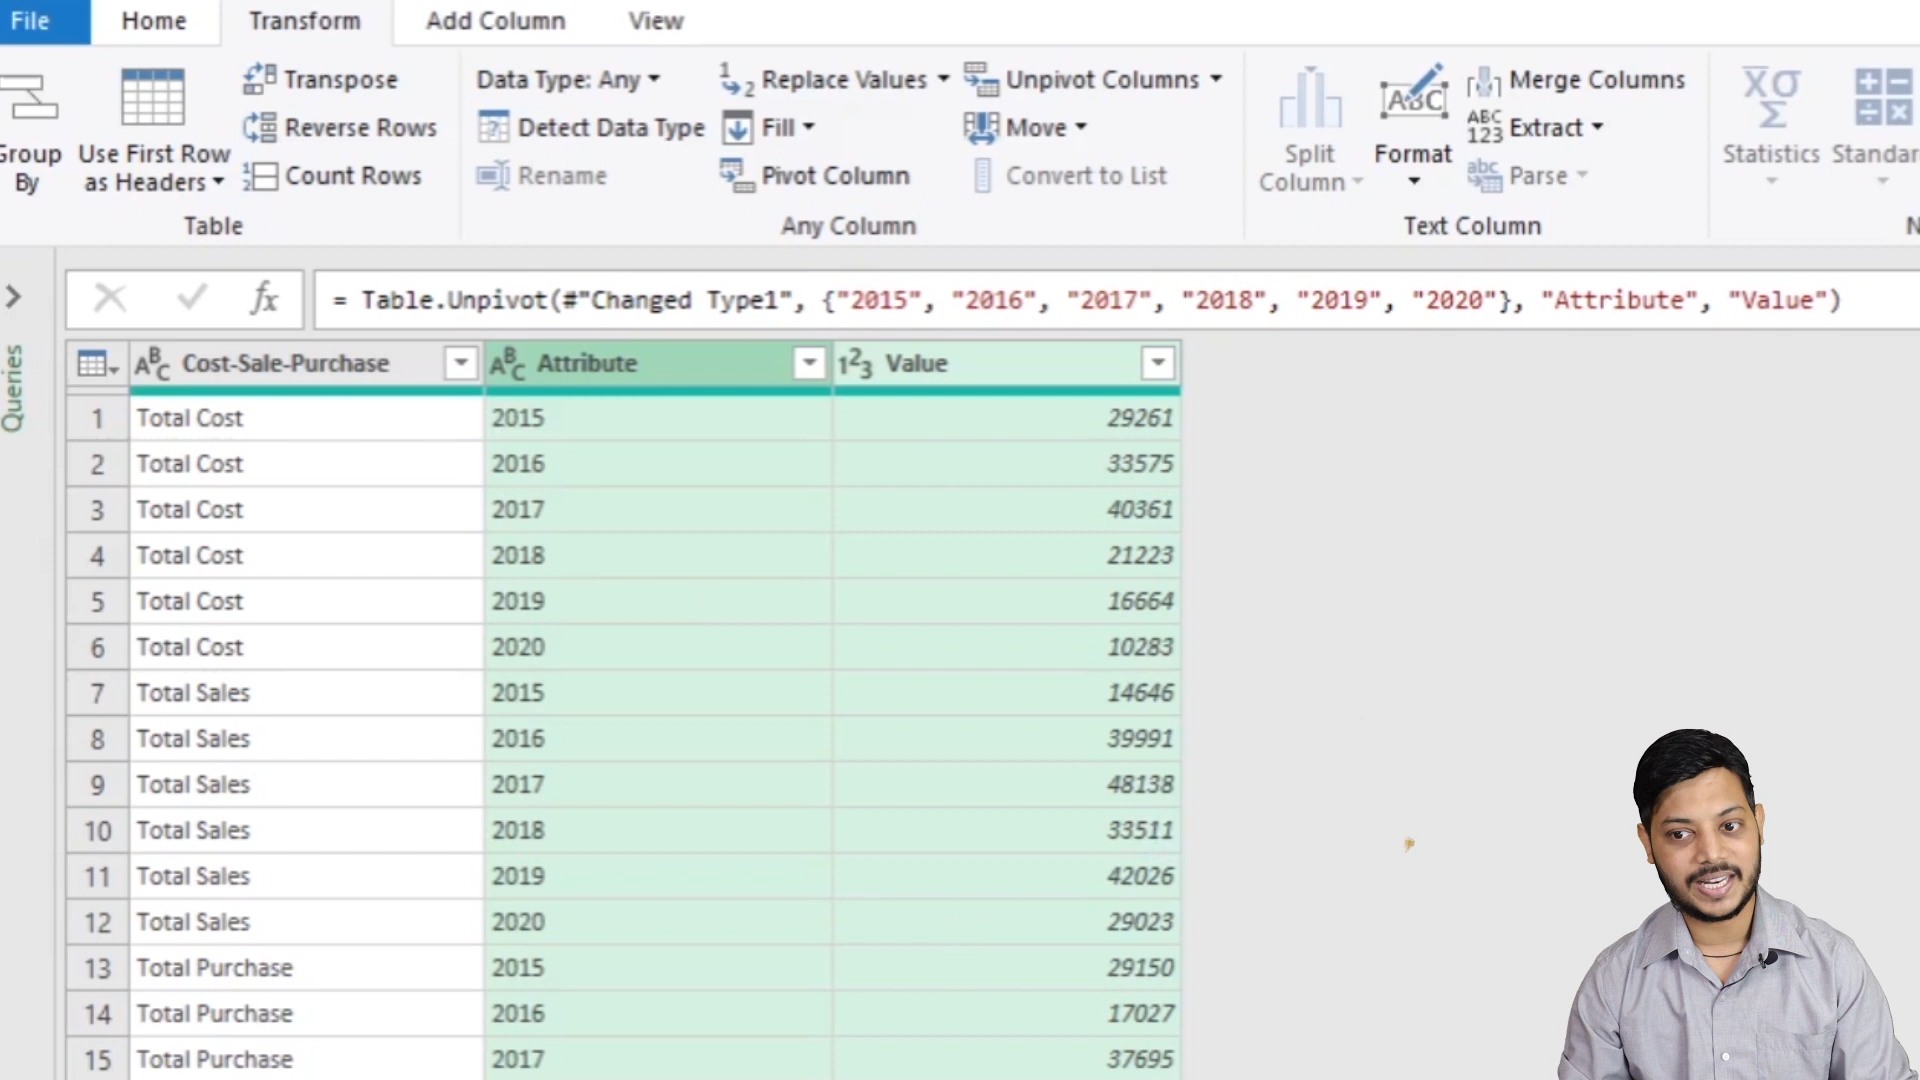 File Home Transform Add Column View
Transpose Data Type: Any Replace Values Unpivot Columns Merge Columns
Reverse Rows Detect Data Type Fill Move Extract
Group By Use First Row as Headers Count Rows Rename Pivot Column Convert to List Split Column Format Parse Statistics Standar
Table Any Column Text Column N
= Table.Unpivot(#"Changed Type1", {"2015", "2016", "2017", "2018", "2019", "2020"}, "Attribute", "Value")
Queries
Cost-Sale-Purchase Attribute Value
1 Total Cost 2015 29261
2 Total Cost 2016 33575
3 Total Cost 2017 40361
4 Total Cost 2018 21223
5 Total Cost 2019 16664
6 Total Cost 2020 10283
7 Total Sales 2015 14646
8 Total Sales 2016 39991
9 Total Sales 2017 48138
10 Total Sales 2018 33511
11 Total Sales 2019 42026
12 Total Sales 2020 29023
13 Total Purchase 2015 29150
14 Total Purchase 2016 17027
15 Total Purchase 2017 37695